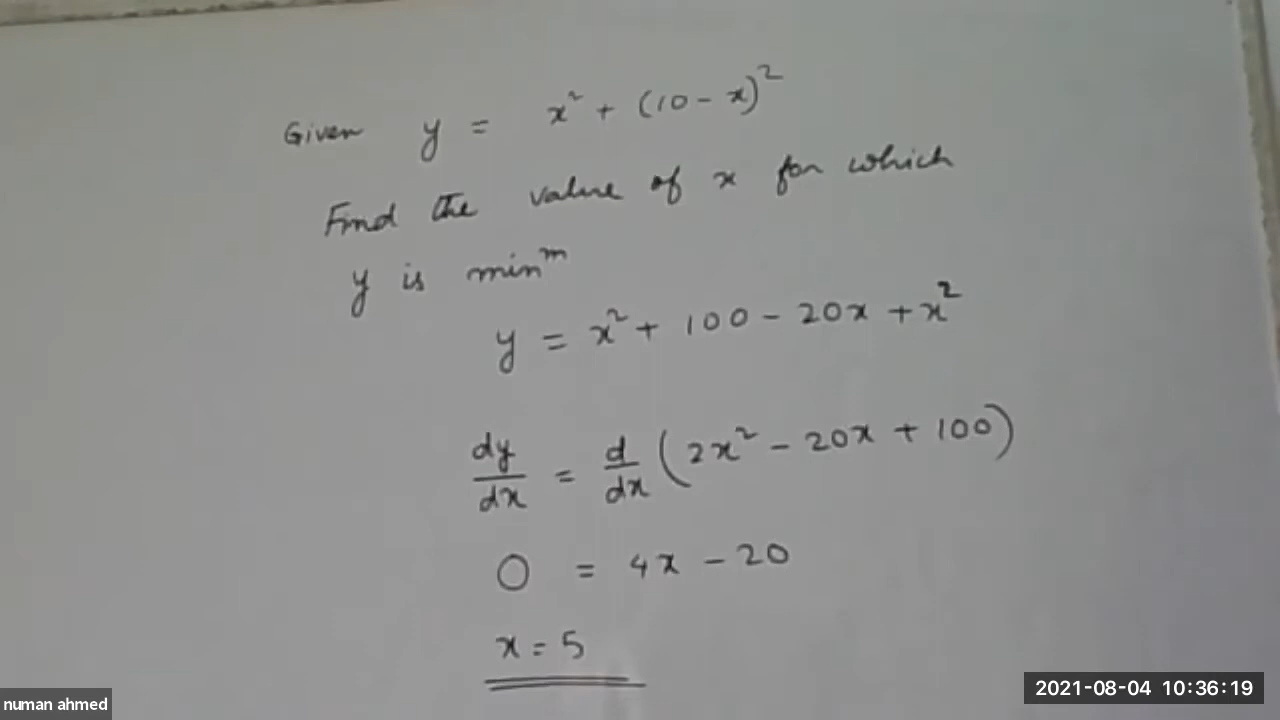 Given y = x² + (10 - x)²
Find the value of x for which
y is minᵐ
y = x² + 100 - 20x + x²
dy/dx = d/dx (2x² - 20x + 100)
0 = 4x - 20
x = 5
numan ahmed
2021-08-04 10:36:19